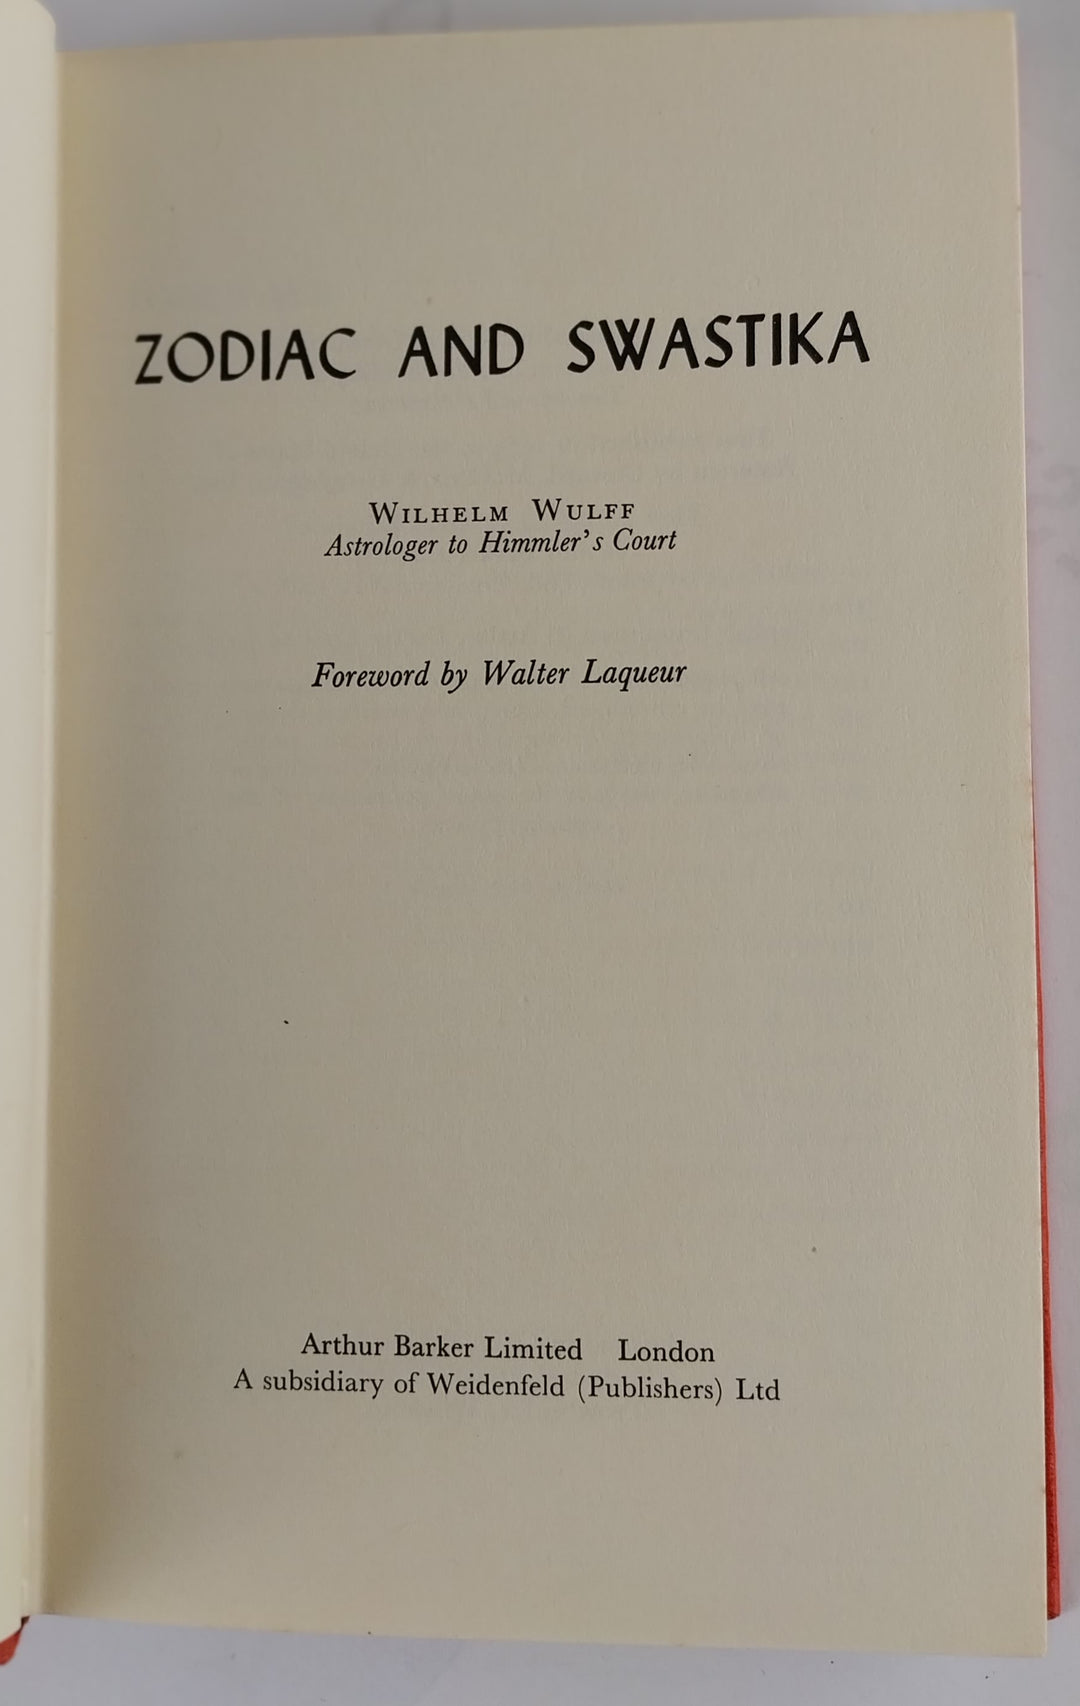 ZODIAC AND SWASTIKA
WILHELM WULFF
Astrologer to Himmler's Court
Foreword by Walter Laqueur
Arthur Barker Limited London
A subsidiary of Weidenfeld (Publishers) Ltd